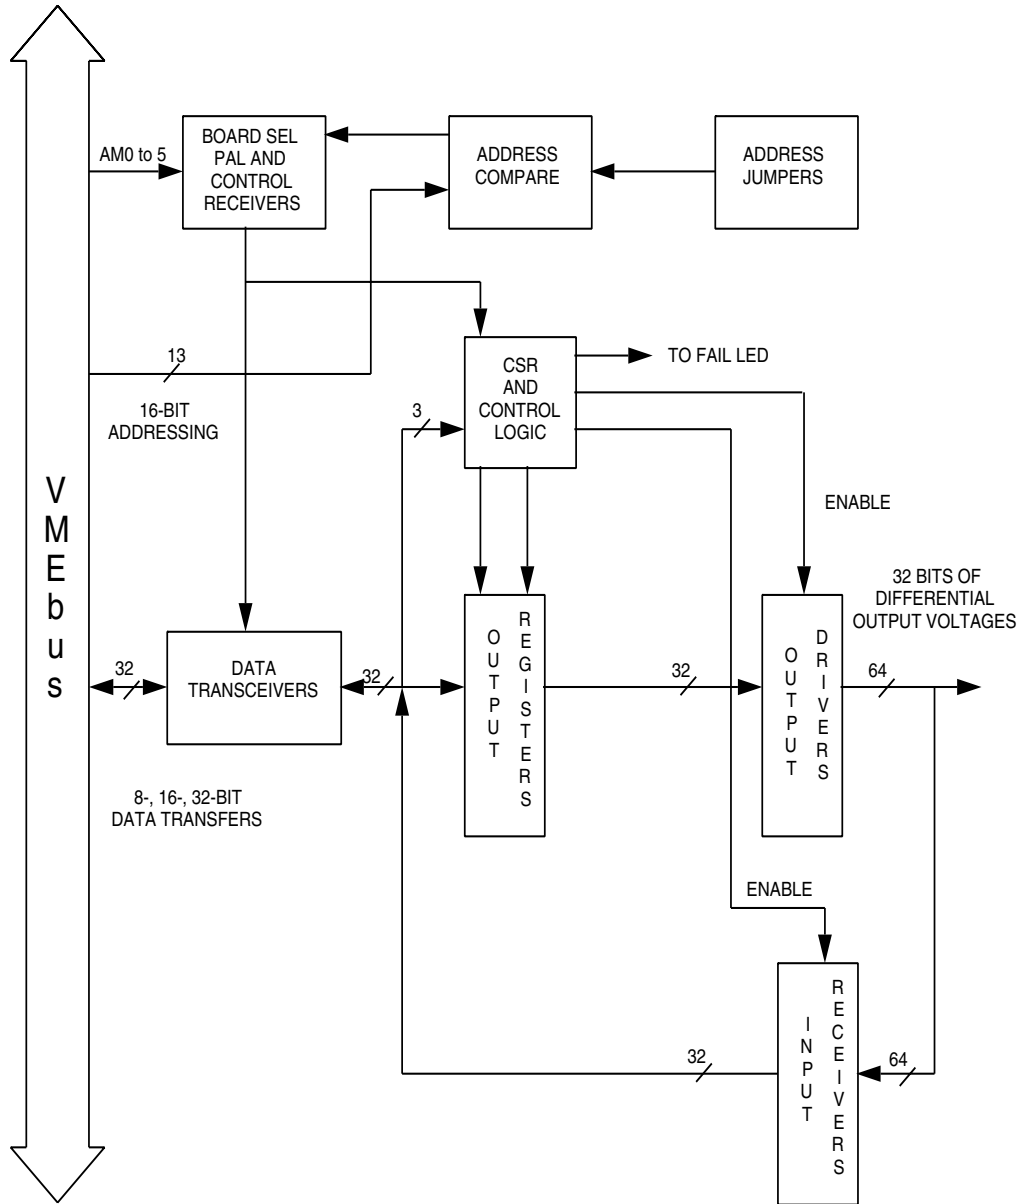 BOARD SEL
PAL AND
CONTROL
RECEIVERS
ADDRESS
COMPARE
ADDRESS
JUMPERS
AM0 to 5
13
16-BIT
ADDRESSING
CSR
AND
CONTROL
LOGIC
TO FAIL LED
3
ENABLE
VMEbus
32
DATA
TRANSCEIVERS
32
OUTPUT
REGISTERS
32
OUTPUT
DRIVERS
64
32 BITS OF
DIFFERENTIAL
OUTPUT VOLTAGES
8-, 16-, 32-BIT
DATA TRANSFERS
ENABLE
INPUT
RECEIVERS
32
64